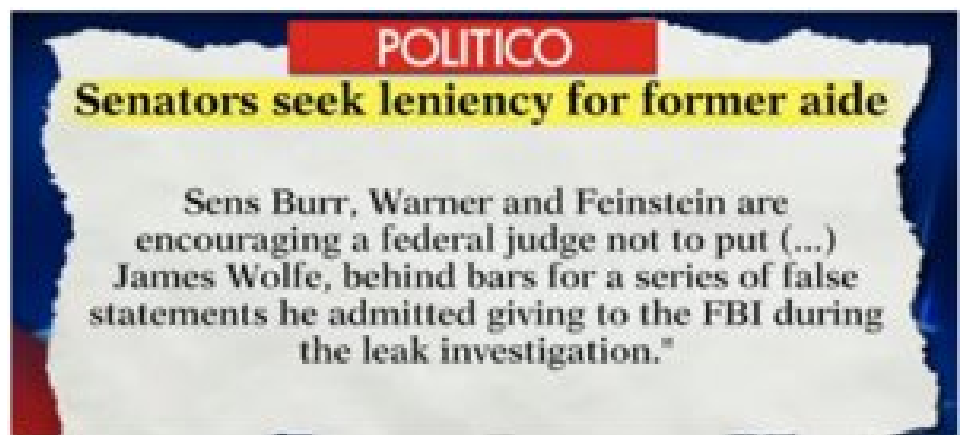 POLITICO
Senators seek leniency for former aide
Sens Burr, Warner and Feinstein are
encouraging a federal judge not to put (...)
James Wolfe, behind bars for a series of false
statements he admitted giving to the FBI during
the leak investigation."